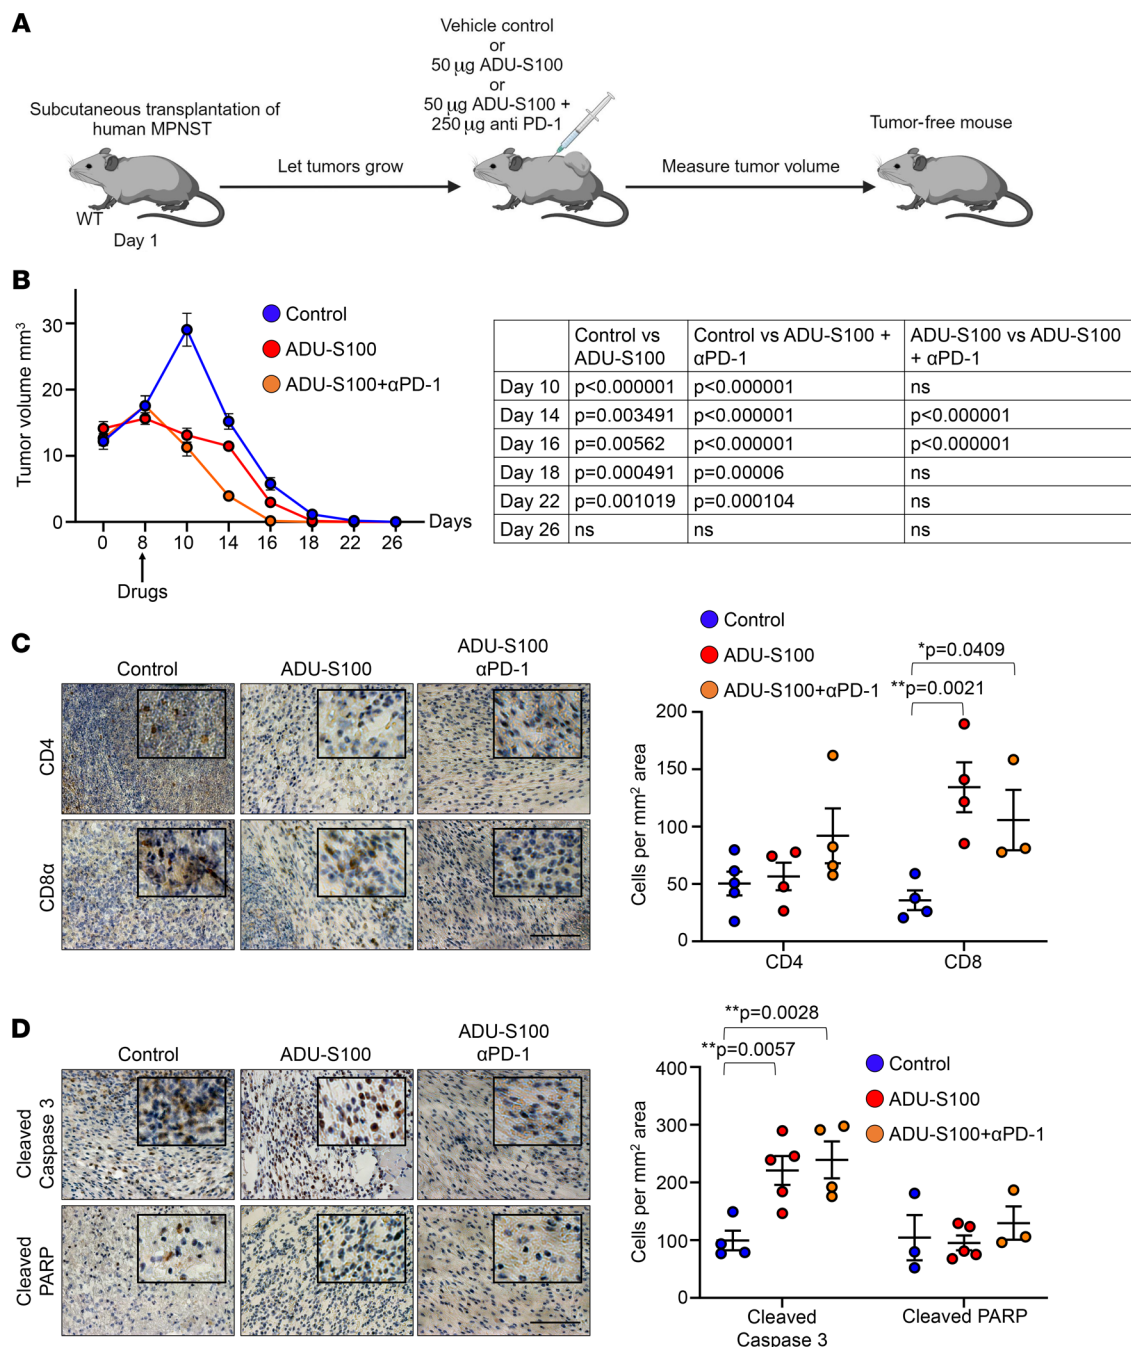 A
Vehicle control
or
50 µg ADU-S100
or
50 µg ADU-S100 +
250 µg anti PD-1
Subcutaneous transplantation of
human MPNST
Tumor-free mouse
Let tumors grow
Measure tumor volume
WT
Day 1
B
Tumor volume mm³
30
20
10
0
Control
ADU-S100
ADU-S100+αPD-1
0 8 10 14 16 18 22 26
Days
Drugs
Control vs ADU-S100 | Control vs ADU-S100 + αPD-1 | ADU-S100 vs ADU-S100 + αPD-1
Day 10 p<0.000001 p<0.000001 ns
Day 14 p=0.003491 p<0.000001 p<0.000001
Day 16 p=0.00562 p<0.000001 p<0.000001
Day 18 p=0.000491 p=0.00006 ns
Day 22 p=0.001019 p=0.000104 ns
Day 26 ns ns ns
C
Control
ADU-S100
ADU-S100
αPD-1
CD4
CD8α
Control
ADU-S100
ADU-S100+αPD-1
*p=0.0409
**p=0.0021
Cells per mm² area
200
150
100
50
0
CD4
CD8
D
Control
ADU-S100
ADU-S100
αPD-1
Cleaved
Caspase 3
Cleaved
PARP
**p=0.0028
**p=0.0057
Control
ADU-S100
ADU-S100+αPD-1
Cells per mm² area
400
300
200
100
0
Cleaved
Caspase 3
Cleaved PARP